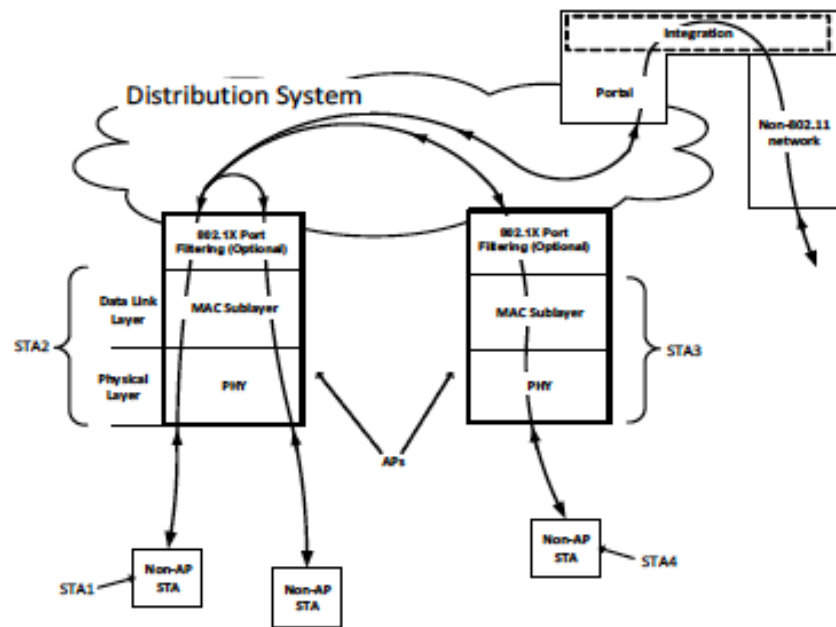 Integration
Distribution System
Portal
Non-802.11
network
802.1X Port
Filtering (Optional)
802.1X Port
Filtering (Optional)
Data Link
Layer
MAC Sublayer
MAC Sublayer
STA2
STA3
Physical
Layer
PHY
PHY
APs
Non-AP
STA
STA1
Non-AP
STA
Non-AP
STA
STA4